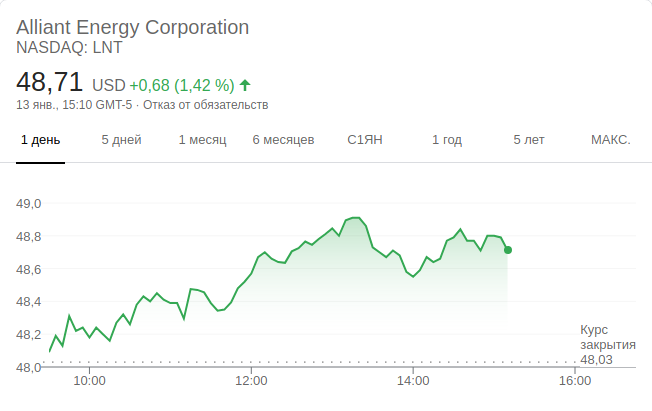 Alliant Energy Corporation
NASDAQ: LNT
48,71 USD +0,68 (1,42 %)
13 янв., 15:10 GMT-5 · Отказ от обязательств
1 день 5 дней 1 месяц 6 месяцев С1ЯН 1 год 5 лет МАКС.
49,0
48,8
48,6
48,4
48,2
48,0
Курс
закрытия
48,03
10:00 12:00 14:00 16:00